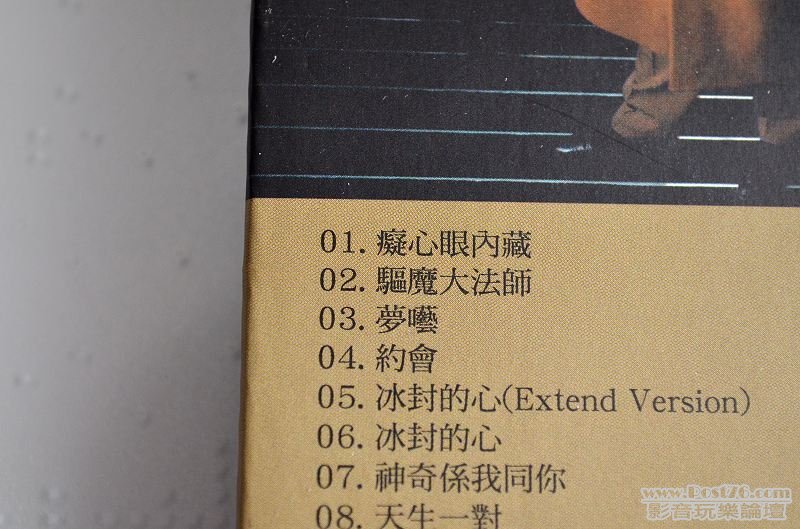 01. 癡心眼內藏
02. 驅魔大法師
03. 夢囈
04. 約會
05. 冰封的心(Extend Version)
06. 冰封的心
07. 神奇係我同你
08. 天生一對
www.Post76.com
影音玩樂論壇